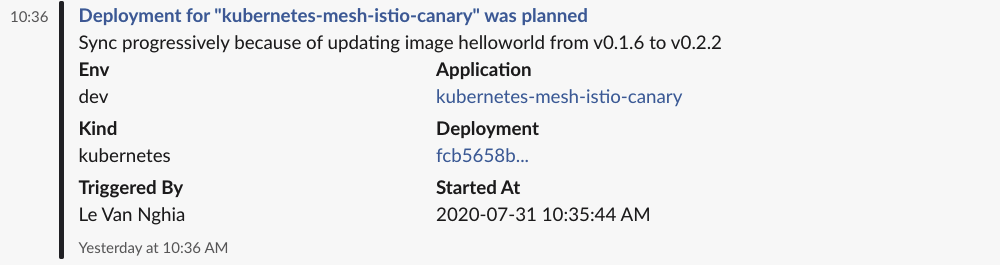 10:36
Deployment for "kubernetes-mesh-istio-canary" was planned
Sync progressively because of updating image helloworld from v0.1.6 to v0.2.2
Env Application
dev kubernetes-mesh-istio-canary
Kind Deployment
kubernetes fcb5658b...
Triggered By Started At
Le Van Nghia 2020-07-31 10:35:44 AM
Yesterday at 10:36 AM